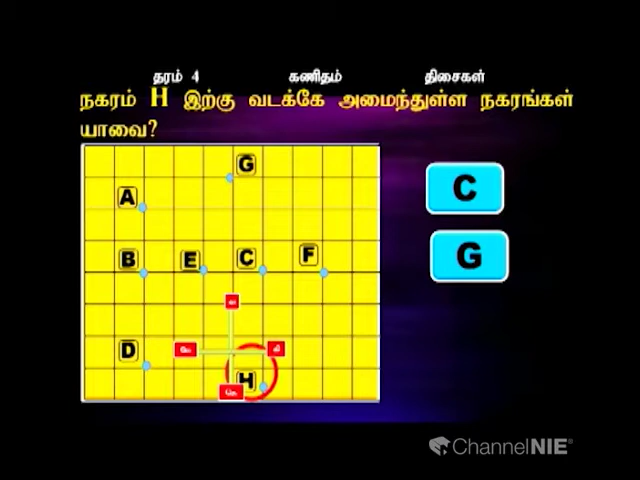 தரம் 4 கணிதம் திசைகள்
நகரம் H இற்கு வடக்கே அமைந்துள்ள நகரங்கள்
யாவை?
G
A
C
B E C F
G
வ
மே கி
D
H
தெ
ChannelNIE